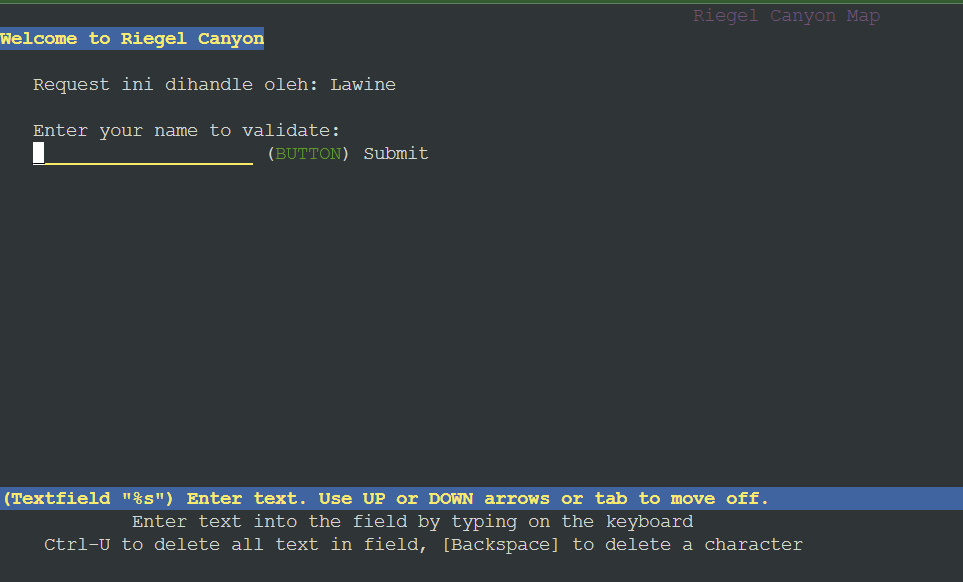 Riegel Canyon Map
Welcome to Riegel Canyon
Request ini dihandle oleh: Lawine
Enter your name to validate:
____________________ (BUTTON) Submit
(Textfield "%s") Enter text. Use UP or DOWN arrows or tab to move off.
Enter text into the field by typing on the keyboard
Ctrl-U to delete all text in field, [Backspace] to delete a character